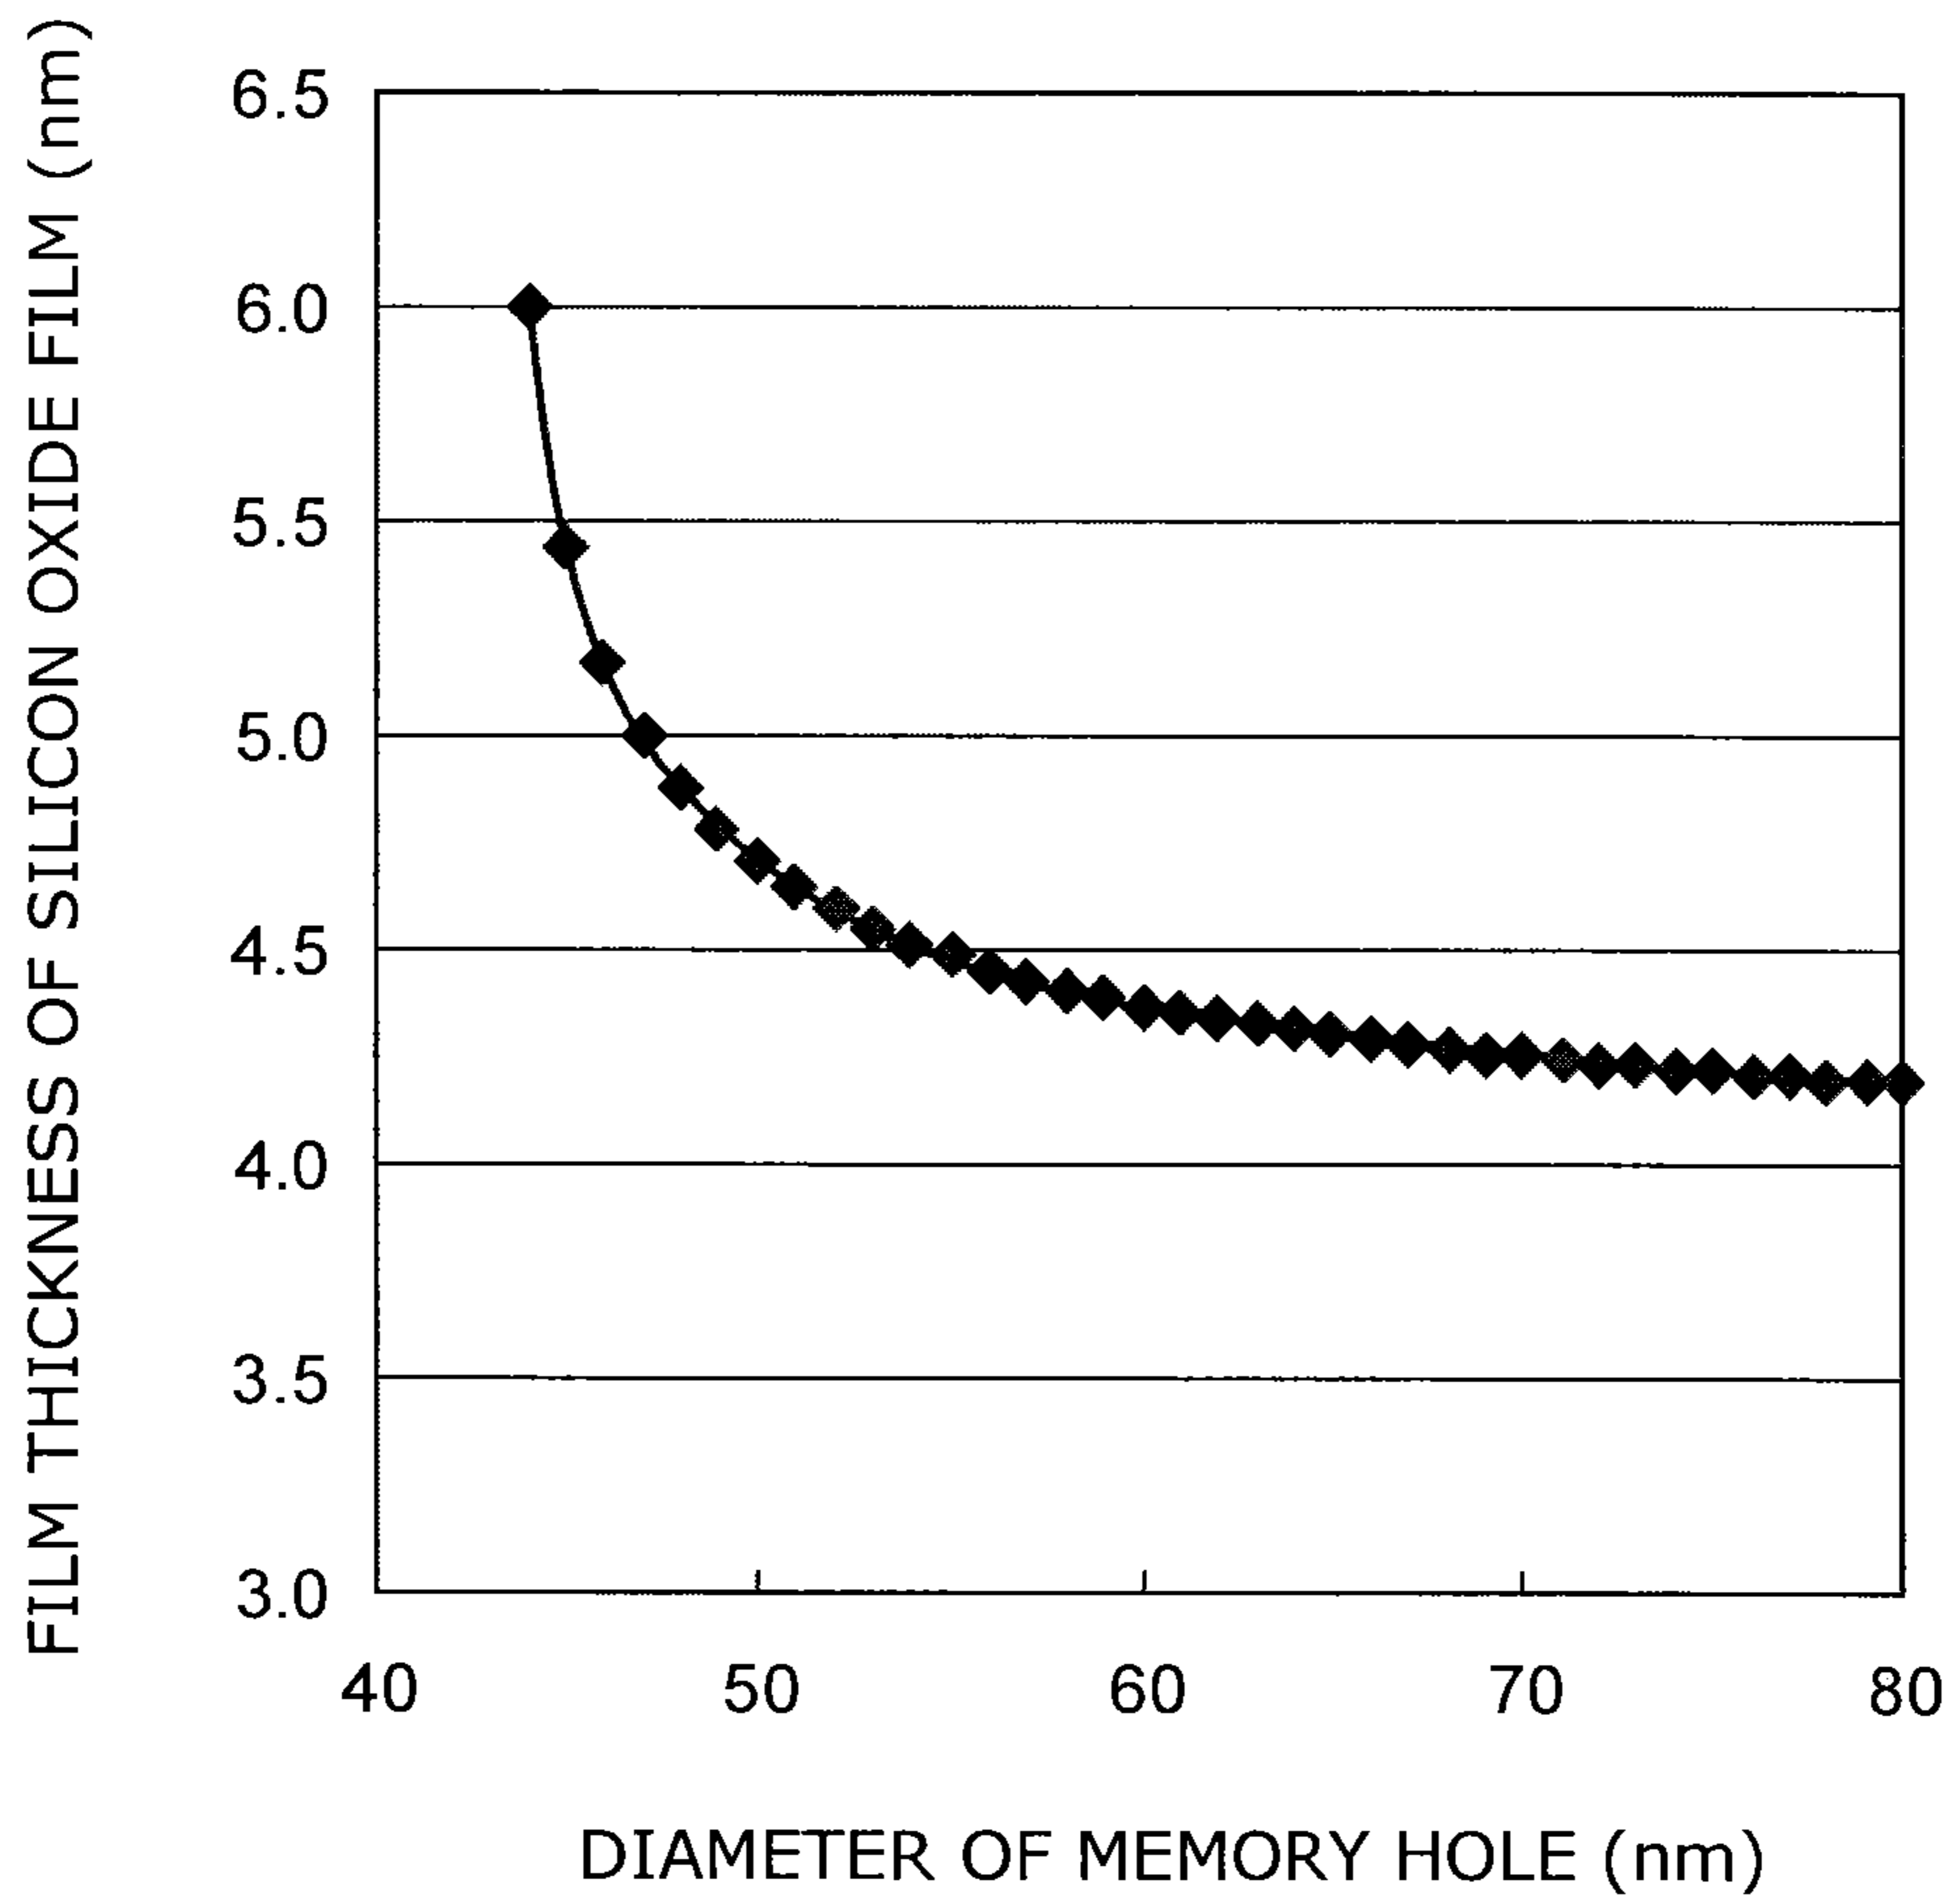 FILM THICKNESS OF SILICON OXIDE FILM (nm)
6.5
6.0
5.5
5.0
4.5
4.0
3.5
3.0
40 50 60 70 80
DIAMETER OF MEMORY HOLE (nm)